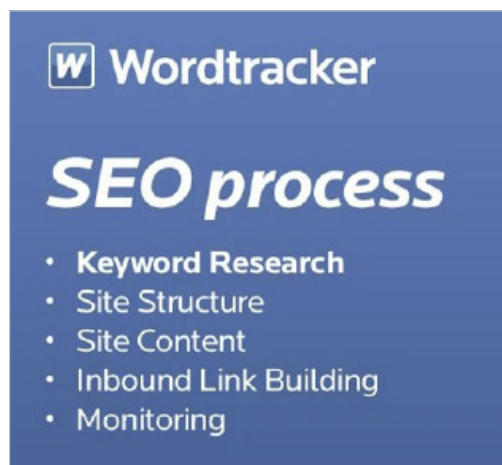 W Wordtracker
SEO process
• Keyword Research
• Site Structure
• Site Content
• Inbound Link Building
• Monitoring